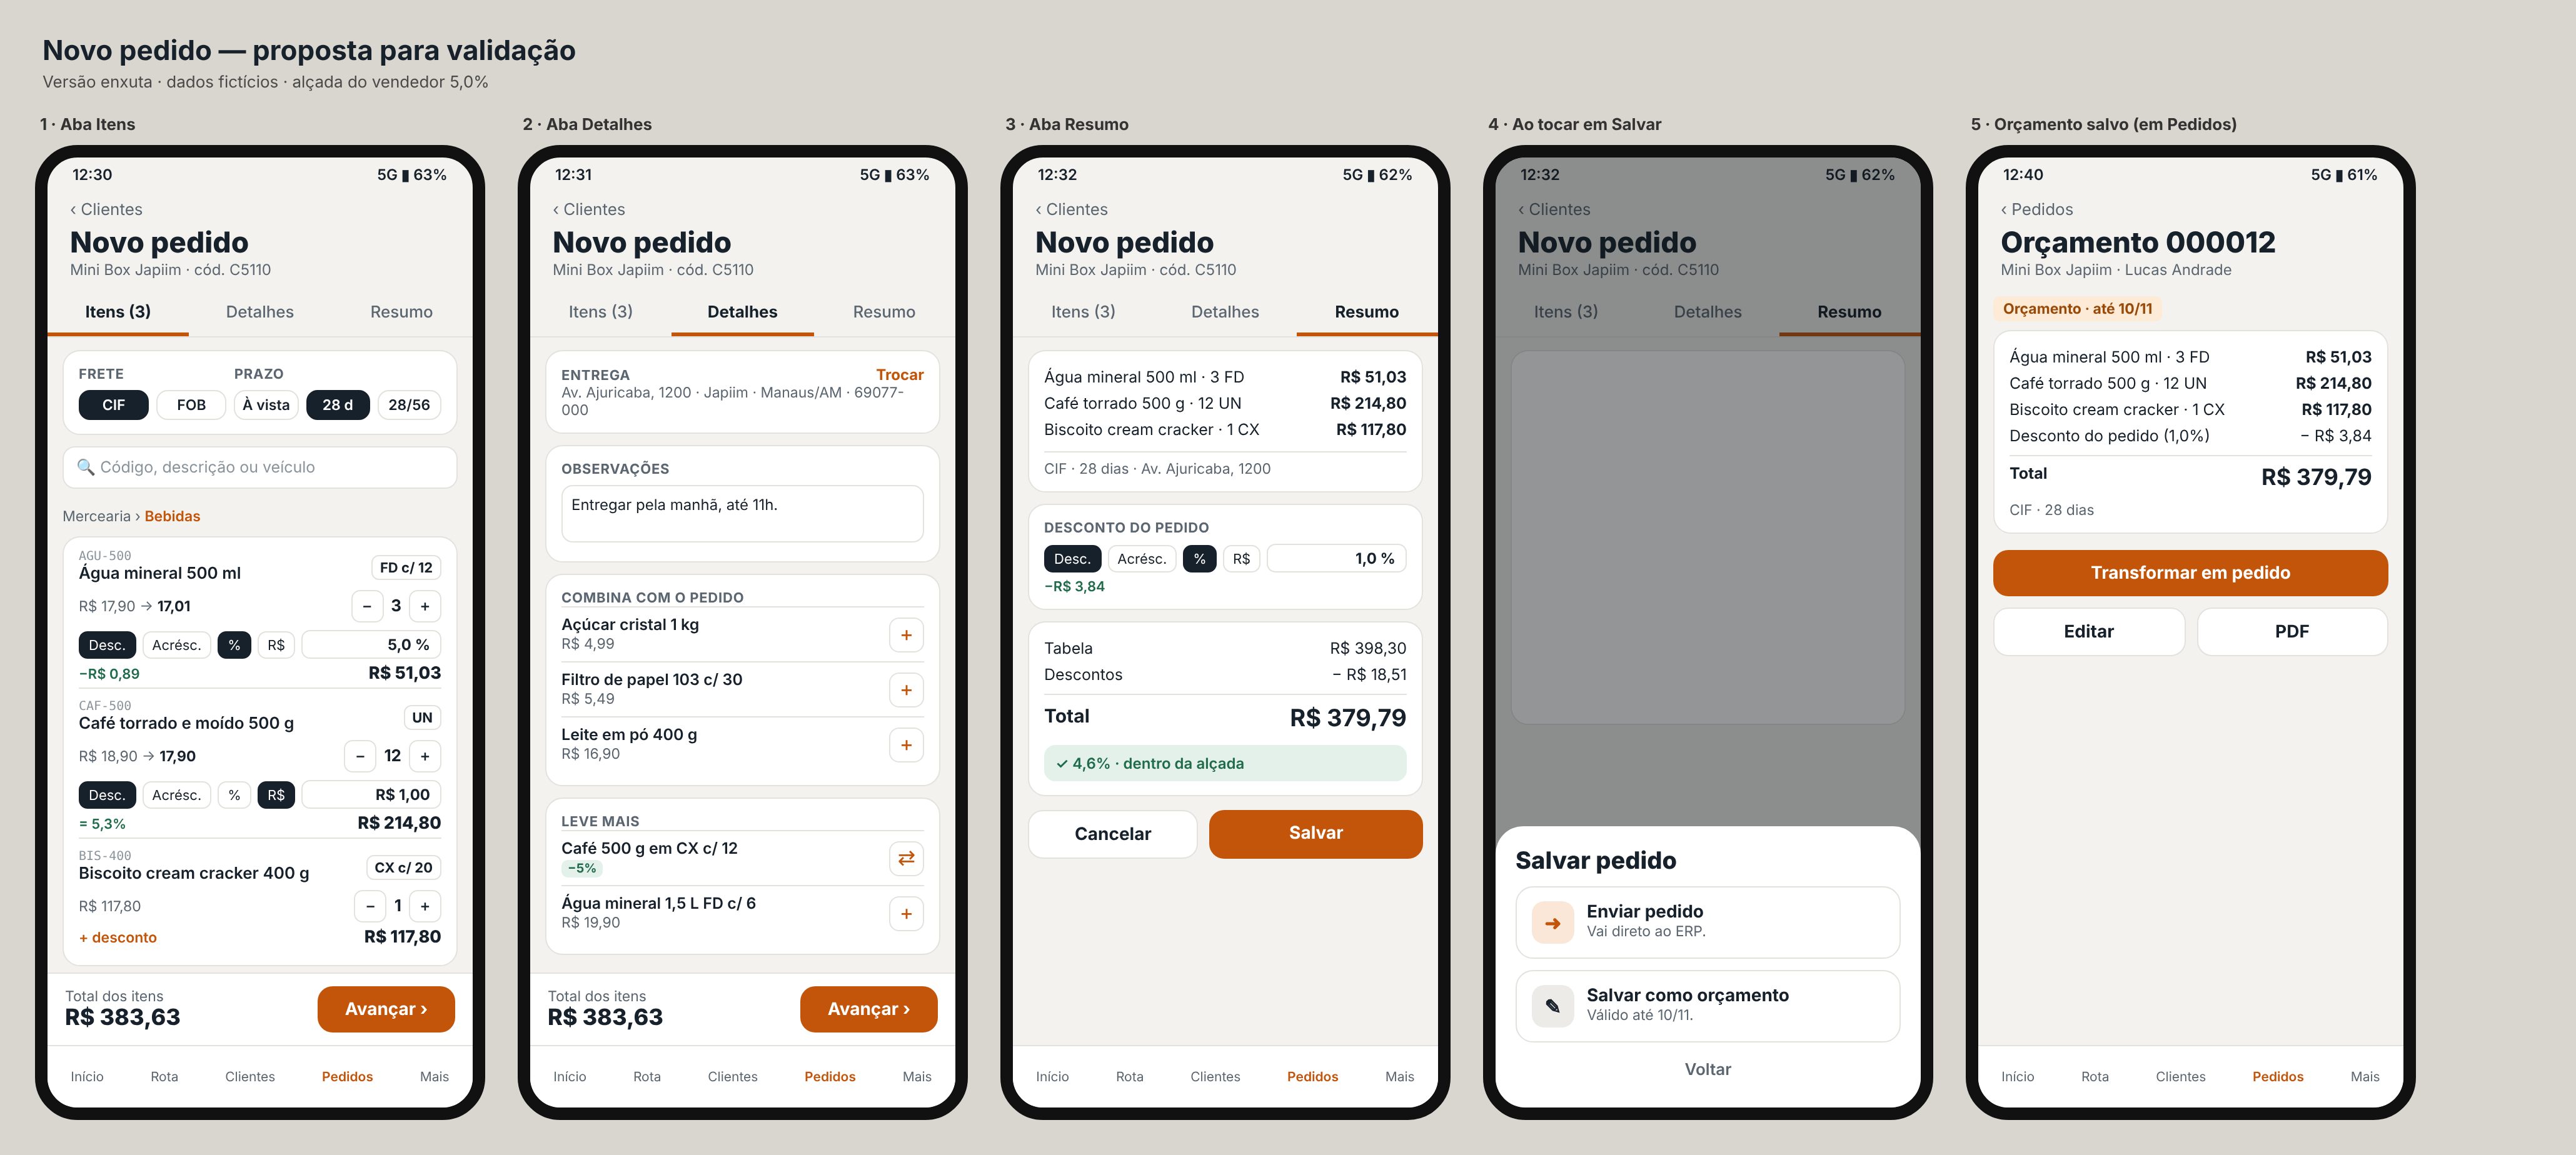 Novo pedido — proposta para validação
Versão enxuta · dados fictícios · alçada do vendedor 5,0%
1 · Aba Itens
12:30 5G ▮ 63%
‹ Clientes
Novo pedido
Mini Box Japiim · cód. C5110
Itens (3) Detalhes Resumo
FRETE PRAZO
CIF FOB À vista 28 d 28/56
🔍 Código, descrição ou veículo
Mercearia › Bebidas
AGU-500
Água mineral 500 ml FD c/ 12
R$ 17,90 → 17,01 − 3 +
Desc. Acrésc. % R$ 5,0 %
−R$ 0,89 R$ 51,03
CAF-500
Café torrado e moído 500 g UN
R$ 18,90 → 17,90 − 12 +
Desc. Acrésc. % R$ R$ 1,00
= 5,3% R$ 214,80
BIS-400
Biscoito cream cracker 400 g CX c/ 20
R$ 117,80 − 1 +
+ desconto R$ 117,80
Total dos itens
R$ 383,63 Avançar ›
Início Rota Clientes Pedidos Mais
2 · Aba Detalhes
12:31 5G ▮ 63%
‹ Clientes
Novo pedido
Mini Box Japiim · cód. C5110
Itens (3) Detalhes Resumo
ENTREGA Trocar
Av. Ajuricaba, 1200 · Japiim · Manaus/AM · 69077-
000
OBSERVAÇÕES
Entregar pela manhã, até 11h.
COMBINA COM O PEDIDO
Açúcar cristal 1 kg
R$ 4,99 +
Filtro de papel 103 c/ 30
R$ 5,49 +
Leite em pó 400 g
R$ 16,90 +
LEVE MAIS
Café 500 g em CX c/ 12
−5% ⇄
Água mineral 1,5 L FD c/ 6
R$ 19,90 +
Total dos itens
R$ 383,63 Avançar ›
Início Rota Clientes Pedidos Mais
3 · Aba Resumo
12:32 5G ▮ 62%
‹ Clientes
Novo pedido
Mini Box Japiim · cód. C5110
Itens (3) Detalhes Resumo
Água mineral 500 ml · 3 FD R$ 51,03
Café torrado 500 g · 12 UN R$ 214,80
Biscoito cream cracker · 1 CX R$ 117,80
CIF · 28 dias · Av. Ajuricaba, 1200
DESCONTO DO PEDIDO
Desc. Acrésc. % R$ 1,0 %
−R$ 3,84
Tabela R$ 398,30
Descontos − R$ 18,51
Total R$ 379,79
✓ 4,6% · dentro da alçada
Cancelar Salvar
Início Rota Clientes Pedidos Mais
4 · Ao tocar em Salvar
12:32 5G ▮ 62%
‹ Clientes
Novo pedido
Mini Box Japiim · cód. C5110
Itens (3) Detalhes Resumo
Salvar pedido
➜ Enviar pedido
Vai direto ao ERP.
✎ Salvar como orçamento
Válido até 10/11.
Voltar
5 · Orçamento salvo (em Pedidos)
12:40 5G ▮ 61%
‹ Pedidos
Orçamento 000012
Mini Box Japiim · Lucas Andrade
Orçamento · até 10/11
Água mineral 500 ml · 3 FD R$ 51,03
Café torrado 500 g · 12 UN R$ 214,80
Biscoito cream cracker · 1 CX R$ 117,80
Desconto do pedido (1,0%) − R$ 3,84
Total R$ 379,79
CIF · 28 dias
Transformar em pedido
Editar PDF
Início Rota Clientes Pedidos Mais